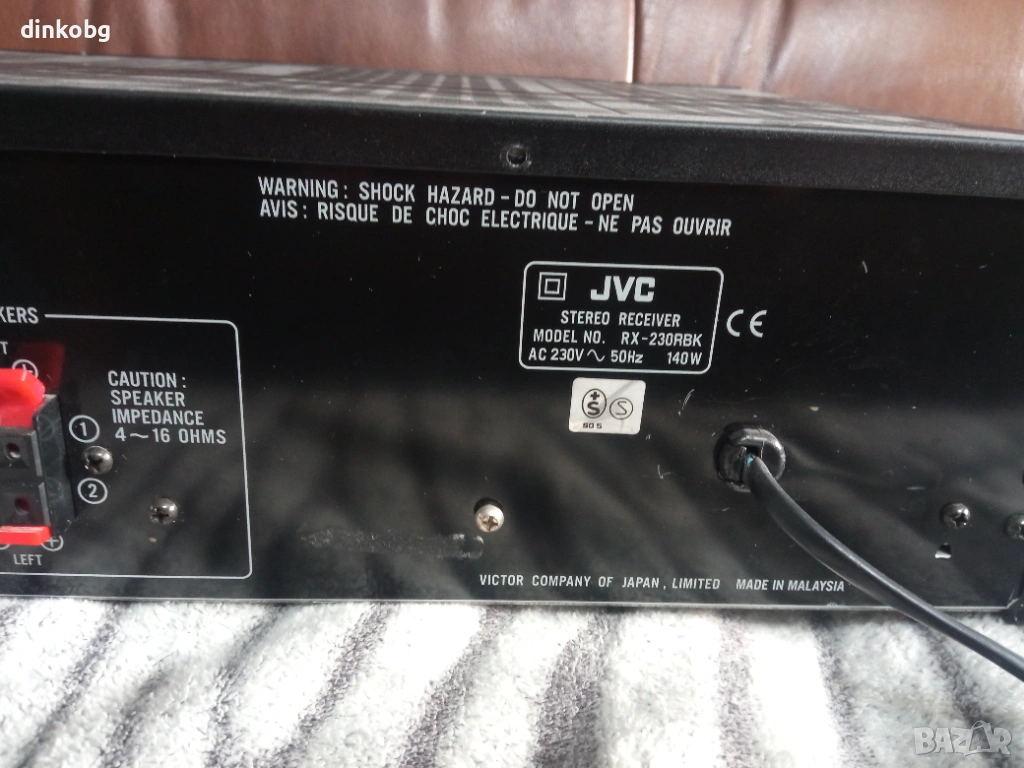 dinkobg
WARNING: SHOCK HAZARD - DO NOT OPEN
AVIS: RISQUE DE CHOC ELECTRIQUE - NE PAS OUVRIR
JVC
STEREO RECEIVER
MODEL NO. RX-230RBK
AC 230V ~ 50Hz 140W
CE
+S S
CAUTION:
SPEAKER
IMPEDANCE
4~16 OHMS
1
2
LEFT
VICTOR COMPANY OF JAPAN, LIMITED MADE IN MALAYSIA
BAZAR